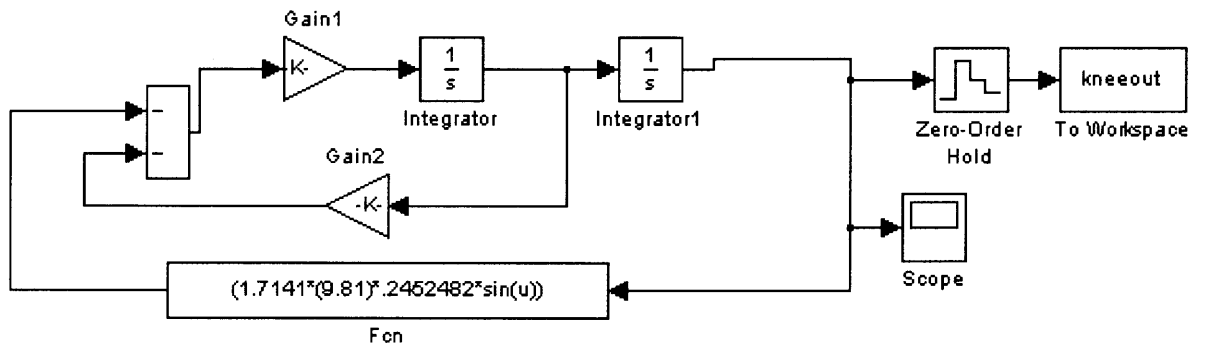 Gain1
-K-
1
s
Integrator
1
s
Integrator1
kneeout
Zero-Order
Hold
To Workspace
-
-
Gain2
-K-
Scope
(1.7141*(9.81)*.2452482*sin(u))
Fcn